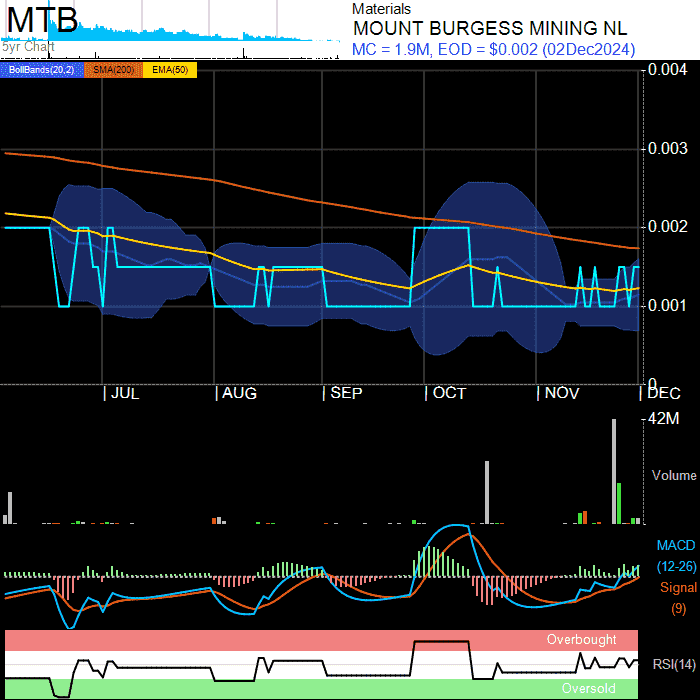 MTB
5yr Chart
Materials
MOUNT BURGESS MINING NL
MC = 1.9M, EOD = $0.002 (02Dec2024)
BollBands(20,2) SMA(200) EMA(50)
0.004
0.003
0.002
0.001
0
JUL AUG SEP OCT NOV DEC
42M
Volume
MACD
(12-26)
Signal
(9)
Overbought
RSI(14)
Oversold